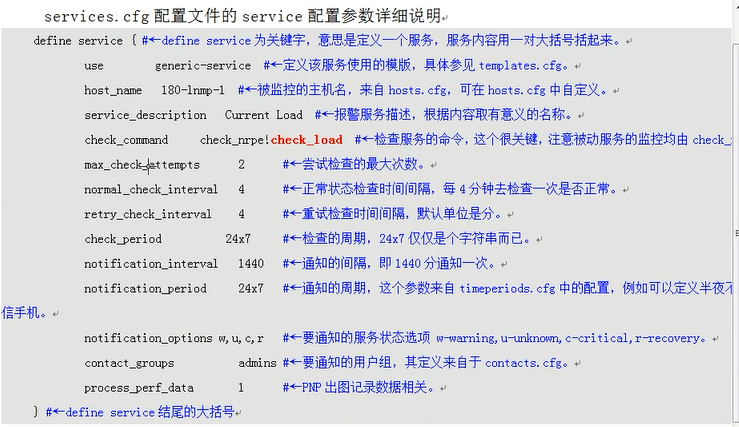 services.cfg 配置文件的 service 配置参数详细说明
define service { #←define service 为关键字，意思是定义一个服务，服务内容用一对大括号括起来。
use generic-service #←定义该服务使用的模版，具体参见 templates.cfg。
host_name 180-lnmp-1 #←被监控的主机名，来自 hosts.cfg，可在 hosts.cfg 中自定义。
service_description Current Load #←报警服务描述，根据内容取有意义的名称。
check_command check_nrpe!check_load #←检查服务的命令，这个很关键，注意被动服务的监控均由 check_
max_check_attempts 2 #←尝试检查的最大次数。
normal_check_interval 4 #←正常状态检查时间间隔，每 4 分钟去检查一次是否正常。
retry_check_interval 4 #←重试检查时间间隔，默认单位是分。
check_period 24x7 #←检查的周期，24x7 仅仅是个字符串而已。
notification_interval 1440 #←通知的间隔，即 1440 分通知一次。
notification_period 24x7 #←通知的周期，这个参数来自 timeperiods.cfg 中的配置，例如可以定义半夜不
信手机。
notification_options w,u,c,r #←要通知的服务状态选项 w-warning,u-unknown,c-critical,r-recovery。
contact_groups admins #←要通知的用户组，其定义来自于 contacts.cfg。
process_perf_data 1 #←PNP 出图记录数据相关。
} #←define service 结尾的大括号